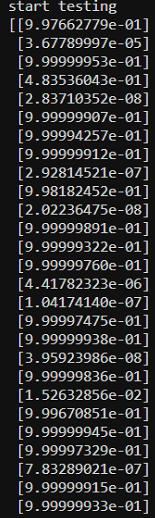 start testing
[[9.97662779e-01]
[3.67789997e-05]
[9.99999953e-01]
[4.83536043e-01]
[2.83710352e-08]
[9.99999907e-01]
[9.99994257e-01]
[9.99999912e-01]
[2.92814521e-07]
[9.98182452e-01]
[2.02236475e-08]
[9.99999891e-01]
[9.99999322e-01]
[9.99999760e-01]
[4.41782323e-06]
[1.04174140e-07]
[9.99997475e-01]
[9.99999938e-01]
[3.95923986e-08]
[9.99999836e-01]
[1.52632856e-02]
[9.99670851e-01]
[9.99999945e-01]
[9.99997329e-01]
[7.83289021e-07]
[9.99999915e-01]
[9.99999933e-01]